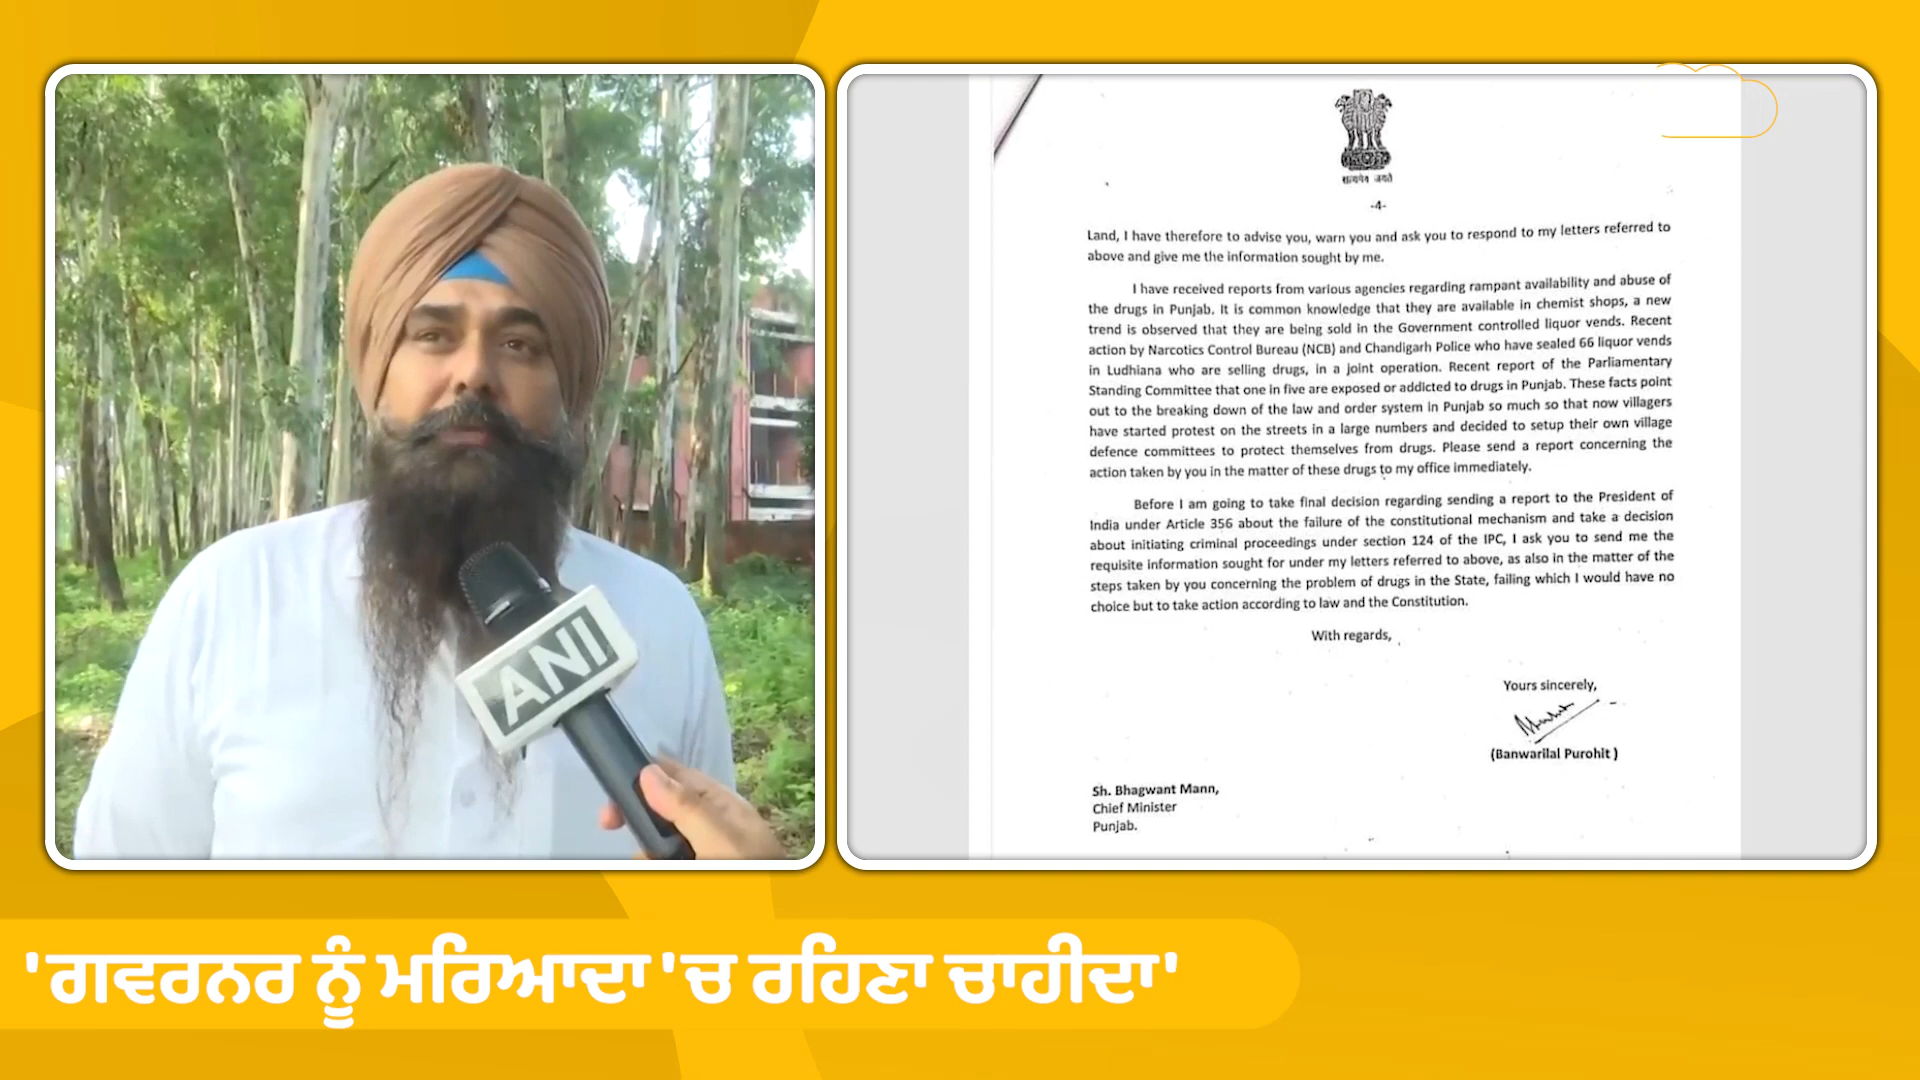 ANI
सत्यमेव जयते
-4-
Land, I have therefore to advise you, warn you and ask you to respond to my letters referred to
above and give me the information sought by me.
I have received reports from various agencies regarding rampant availability and abuse of
the drugs in Punjab. It is common knowledge that they are available in chemist shops, a new
trend is observed that they are being sold in the Government controlled liquor vends. Recent
action by Narcotics Control Bureau (NCB) and Chandigarh Police who have sealed 66 liquor vends
in Ludhiana who are selling drugs, in a joint operation. Recent report of the Parliamentary
Standing Committee that one in five are exposed or addicted to drugs in Punjab. These facts point
out to the breaking down of the law and order system in Punjab so much so that now villagers
have started protest on the streets in a large numbers and decided to setup their own village
defence committees to protect themselves from drugs. Please send a report concerning the
action taken by you in the matter of these drugs to my office immediately.
Before I am going to take final decision regarding sending a report to the President of
India under Article 356 about the failure of the constitutional mechanism and take a decision
about initiating criminal proceedings under section 124 of the IPC, I ask you to send me the
requisite information sought for under my letters referred to above, as also in the matter of the
steps taken by you concerning the problem of drugs in the State, failing which I would have no
choice but to take action according to law and the Constitution.
With regards,
Yours sincerely,
(Banwarilal Purohit )
Sh. Bhagwant Mann,
Chief Minister
Punjab.
'ਗਵਰਨਰ ਨੂੰ ਮਰਿਆਦਾ 'ਚ ਰਹਿਣਾ ਚਾਹੀਦਾ'